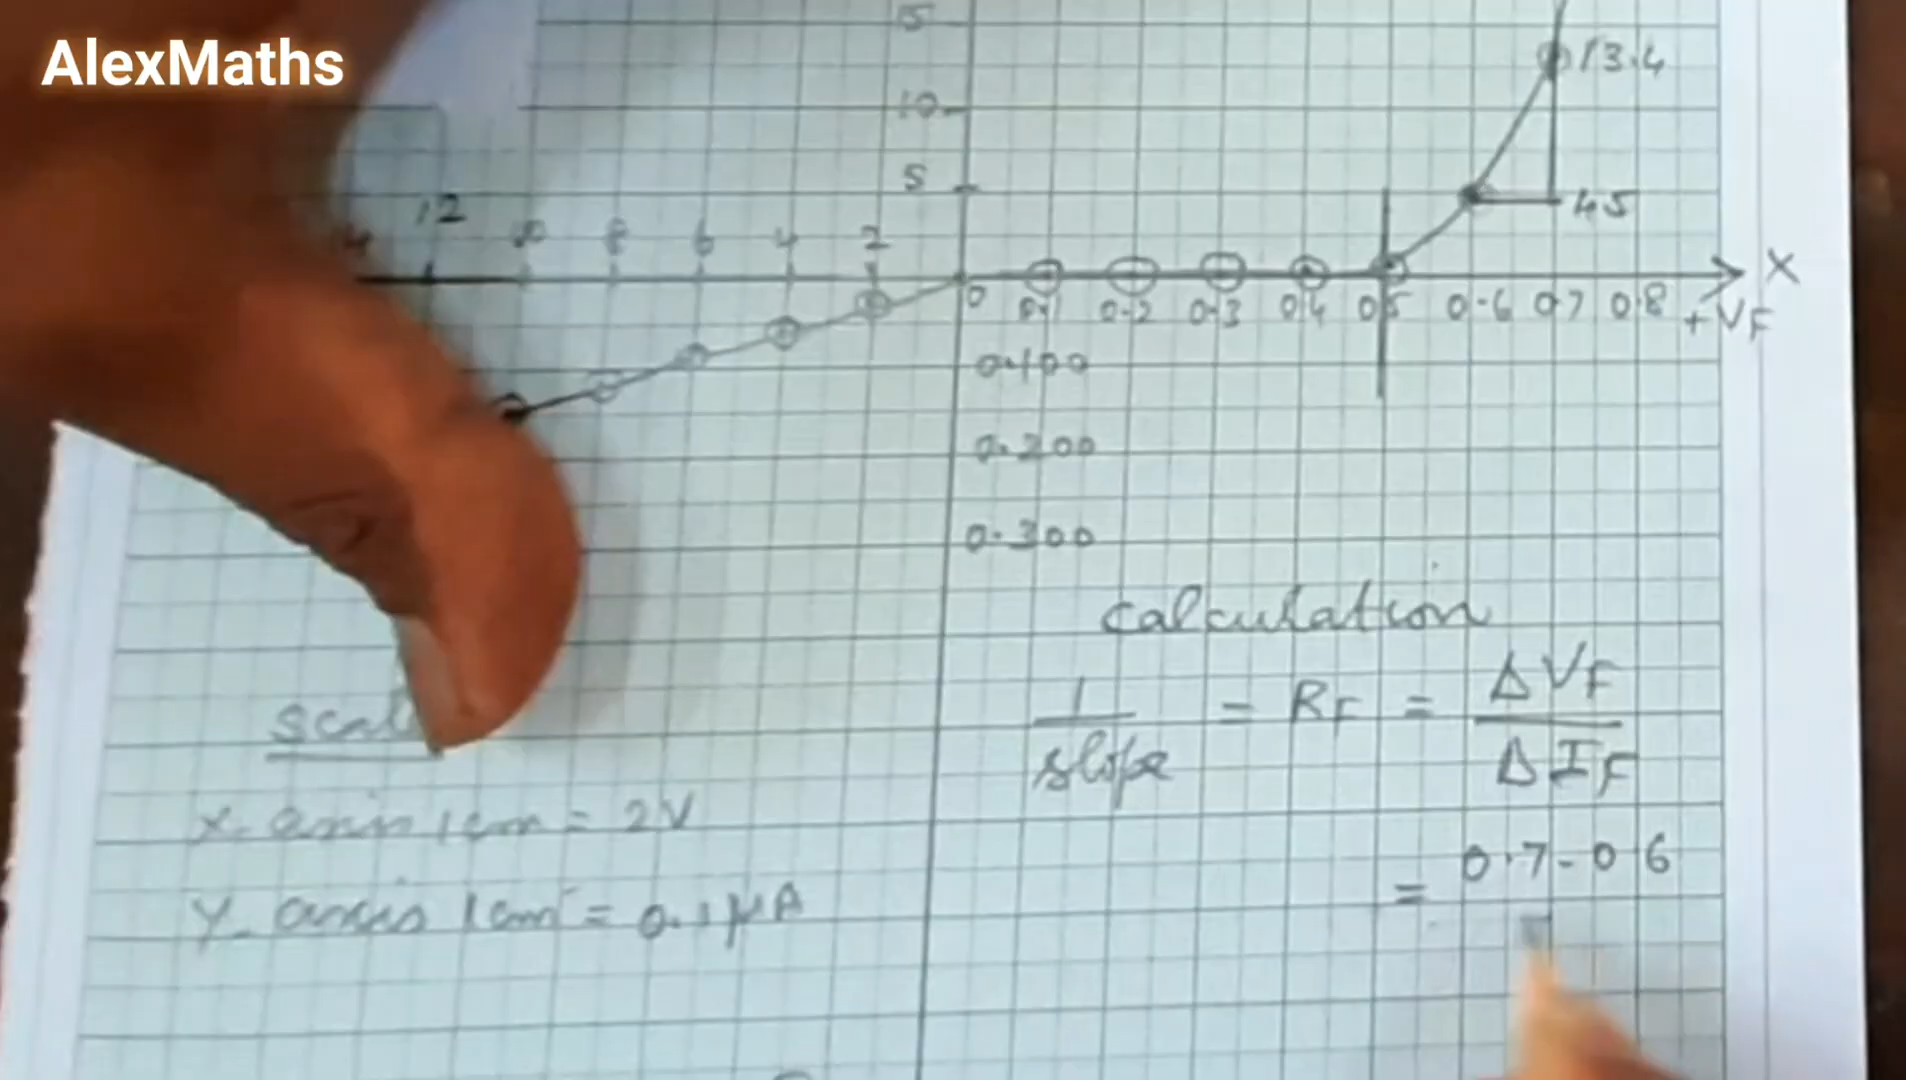 AlexMaths
15
13.4
10
5
12
10 8 6 4 2
4.5
X
0 0.1 0.2 0.3 0.4 0.5 0.6 0.7 0.8 +VF
0.100
0.200
0.300
calculation
1/slope = RF = ΔVF/ΔIF
= 0.7-0.6
X-axis 1cm = 2V
Y-axis 1cm = 0.1μA